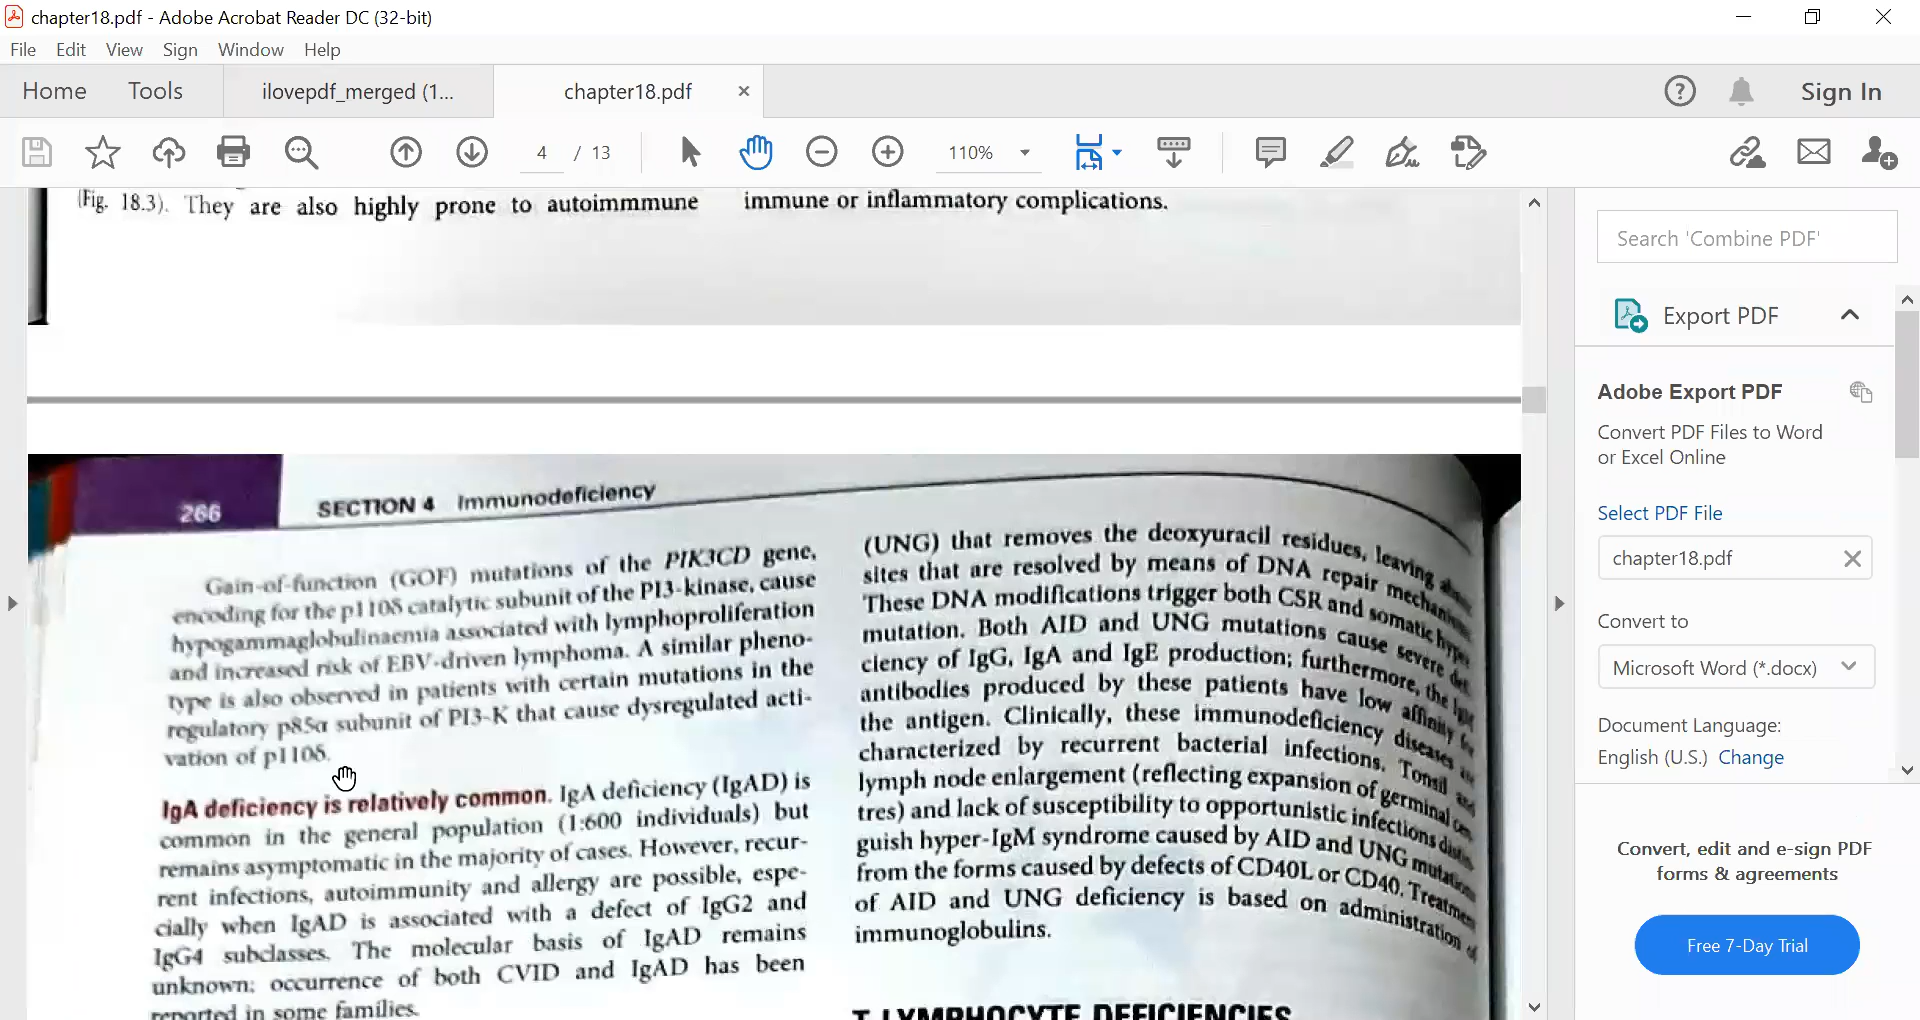 chapter18.pdf - Adobe Acrobat Reader DC (32-bit)
File Edit View Sign Window Help
Home Tools ilovepdf_merged (1... chapter18.pdf × Sign In
4 / 13 110%
(Fig. 18.3). They are also highly prone to autoimmmune
immune or inflammatory complications.
266 SECTION 4 Immunodeficiency
Gain-of-function (GOF) mutations of the PIK3CD gene,
encoding for the p110δ catalytic subunit of the PI3-kinase, cause
hypogammaglobulinaemia associated with lymphoproliferation
and increased risk of EBV-driven lymphoma. A similar pheno-
type is also observed in patients with certain mutations in the
regulatory p85α subunit of PI3-K that cause dysregulated acti-
vation of p110δ.
IgA deficiency is relatively common. IgA deficiency (IgAD) is
common in the general population (1:600 individuals) but
remains asymptomatic in the majority of cases. However, recur-
rent infections, autoimmunity and allergy are possible, espe-
cially when IgAD is associated with a defect of IgG2 and
IgG4 subclasses. The molecular basis of IgAD remains
unknown; occurrence of both CVID and IgAD has been
reported in some families.
(UNG) that removes the deoxyuracil residues, leaving
sites that are resolved by means of DNA repair
These DNA modifications trigger both CSR and somatic
mutation. Both AID and UNG mutations cause severe
ciency of IgG, IgA and IgE production; furthermore, the
antibodies produced by these patients have low affinity
the antigen. Clinically, these immunodeficiency diseases
characterized by recurrent bacterial infections. Tonsil
lymph node enlargement (reflecting expansion of germinal cen-
tres) and lack of susceptibility to opportunistic infections
guish hyper-IgM syndrome caused by AID and UNG
from the forms caused by defects of CD40L or CD40. Treatment
of AID and UNG deficiency is based on administration of
immunoglobulins.
T LYMPHOCYTE DEFICIENCIES
Search 'Combine PDF'
Export PDF
Adobe Export PDF
Convert PDF Files to Word
or Excel Online
Select PDF File
chapter18.pdf
Convert to
Microsoft Word (*.docx)
Document Language:
English (U.S.) Change
Convert, edit and e-sign PDF
forms & agreements
Free 7-Day Trial